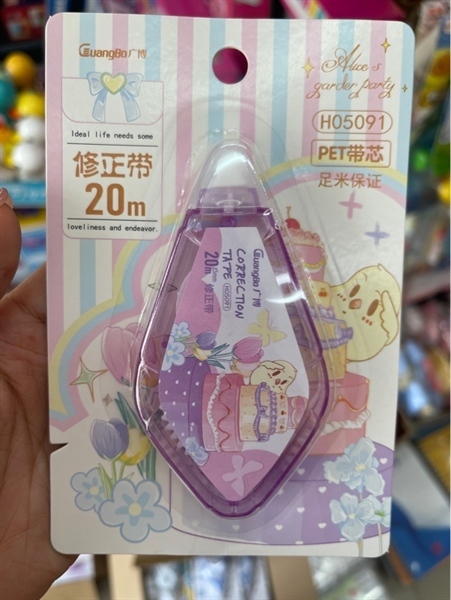 GuangBo广博
Ideal life needs some
修正带
20m
loveliness and endeavor.
Alice's
garder party
H05091
PET带芯
足米保证
GuangBo广博
CORRECTION
TAPE H05091
20m 修正带